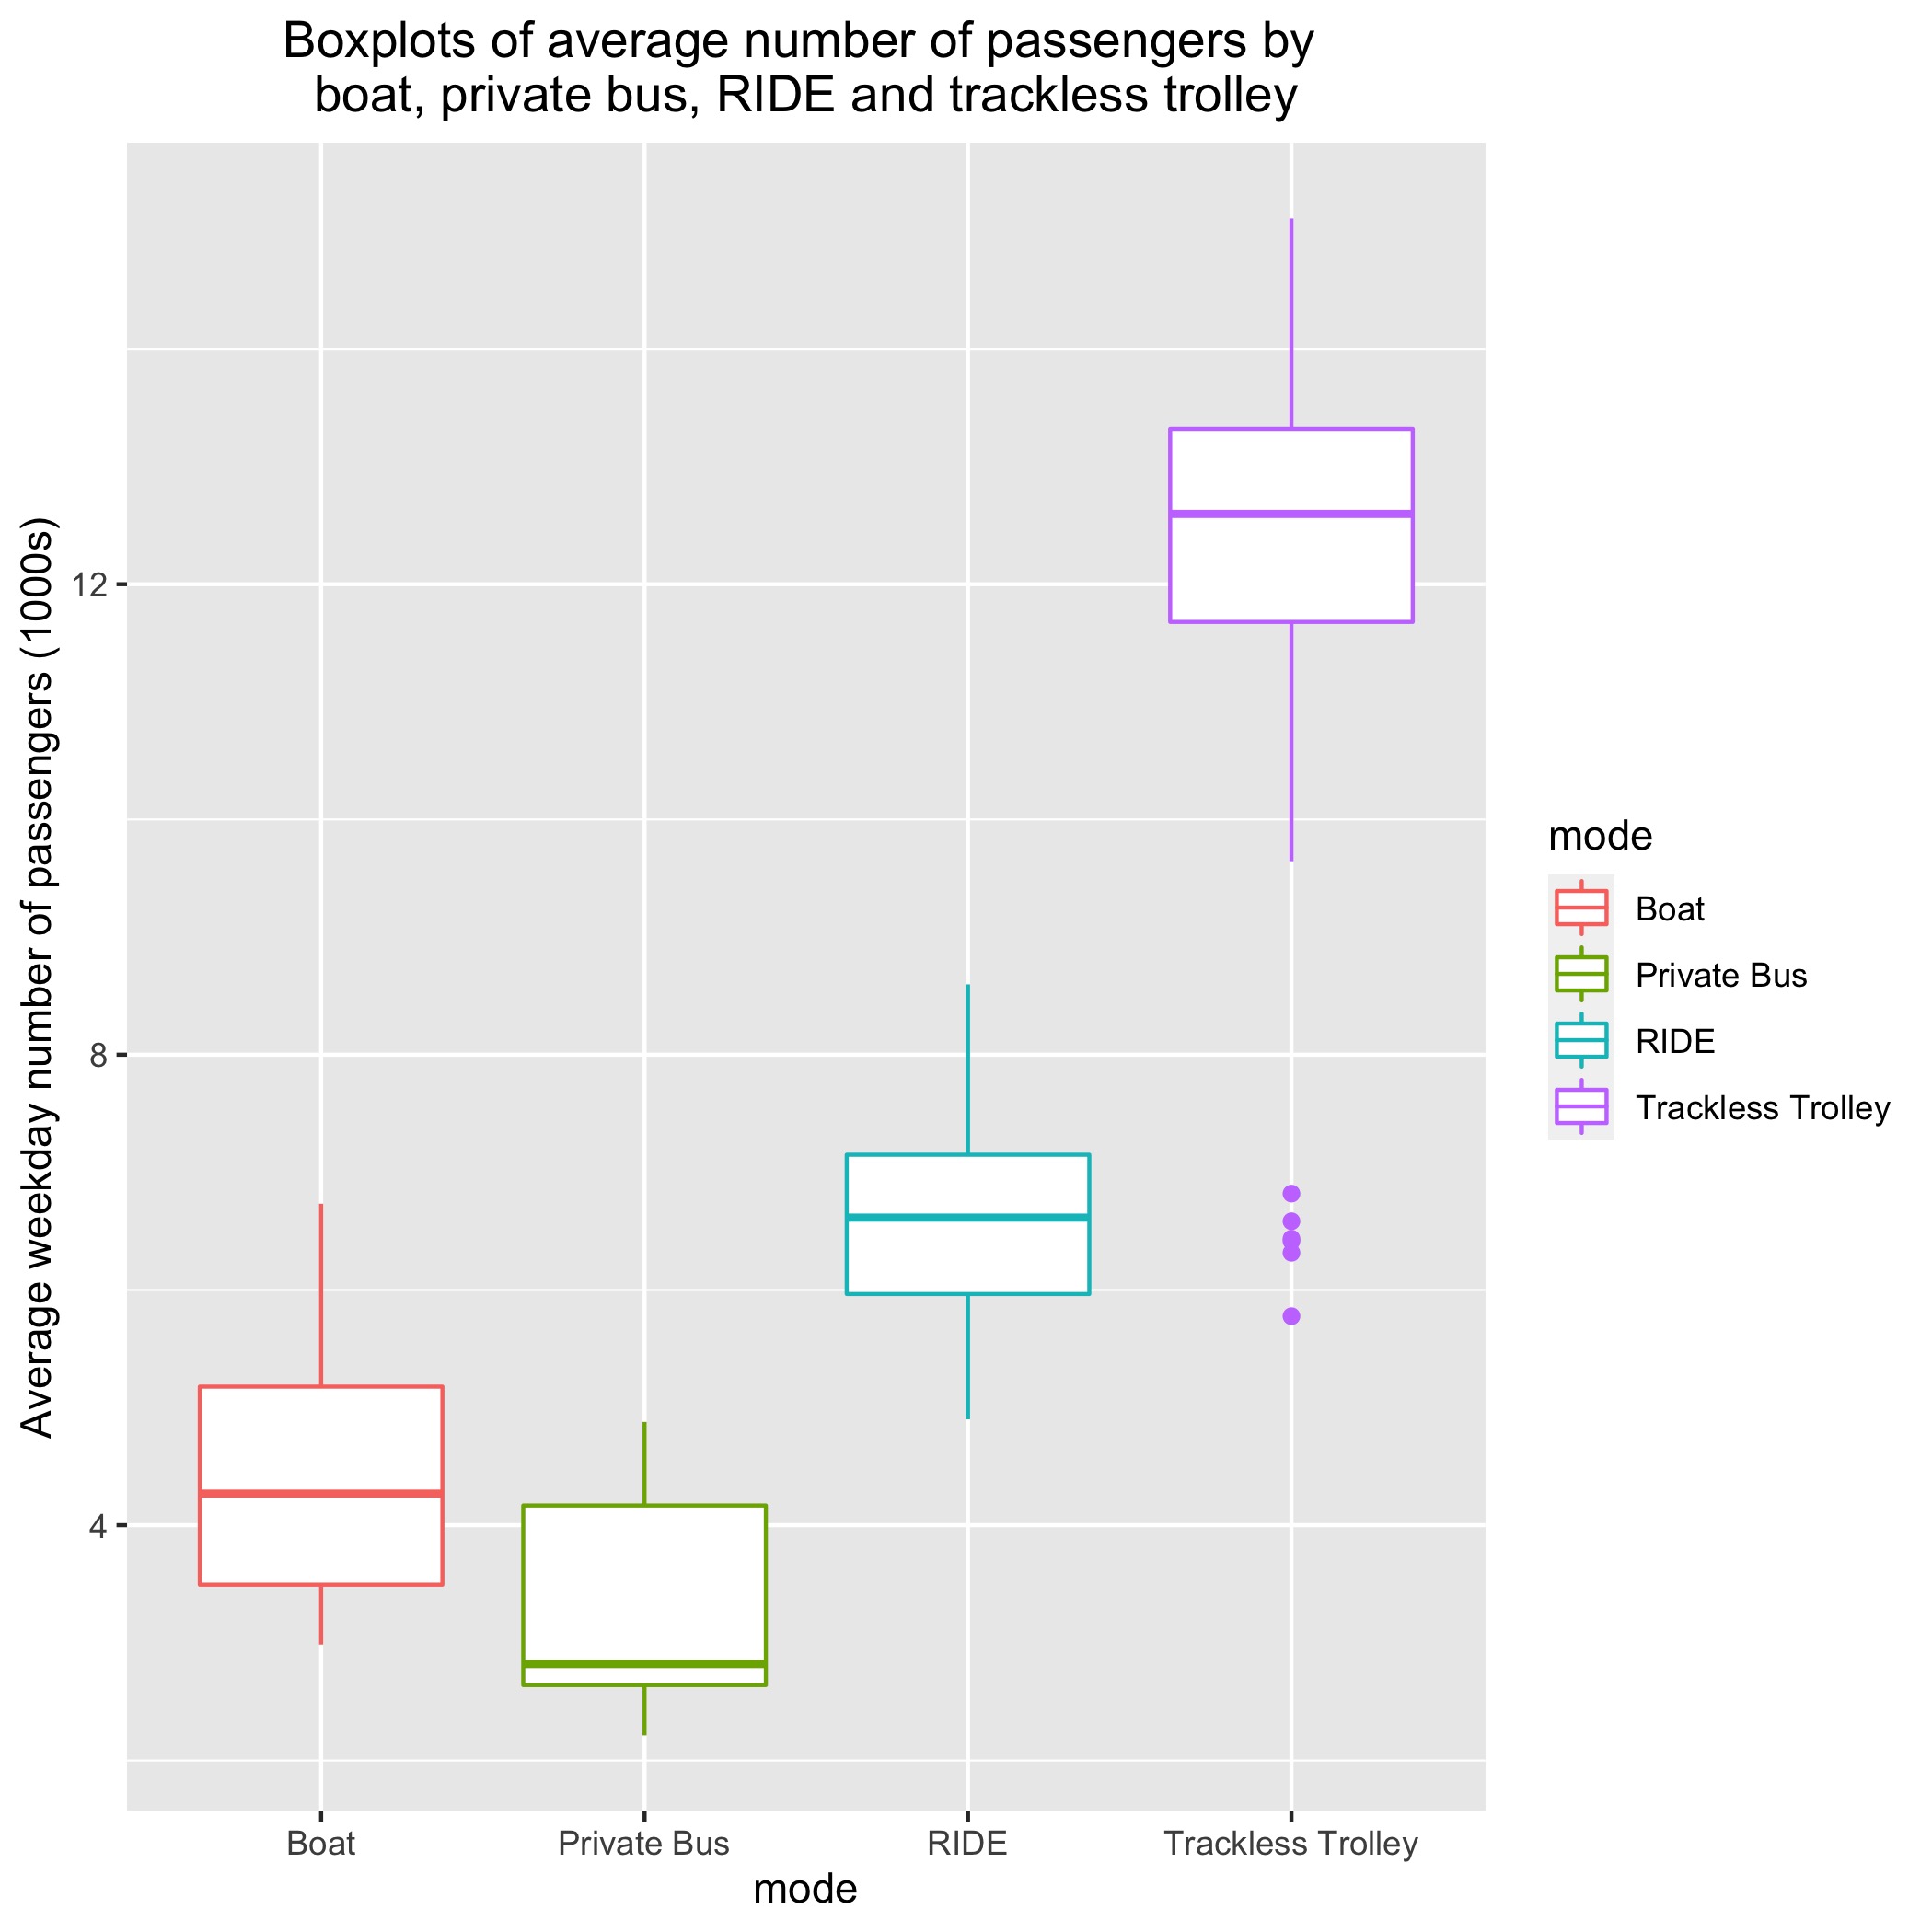 Boxplots of average number of passengers by
boat, private bus, RIDE and trackless trolley
Average weekday number of passengers (1000s)
12
8
4
Boat
Private Bus
RIDE
Trackless Trolley
mode
mode
Boat
Private Bus
RIDE
Trackless Trolley